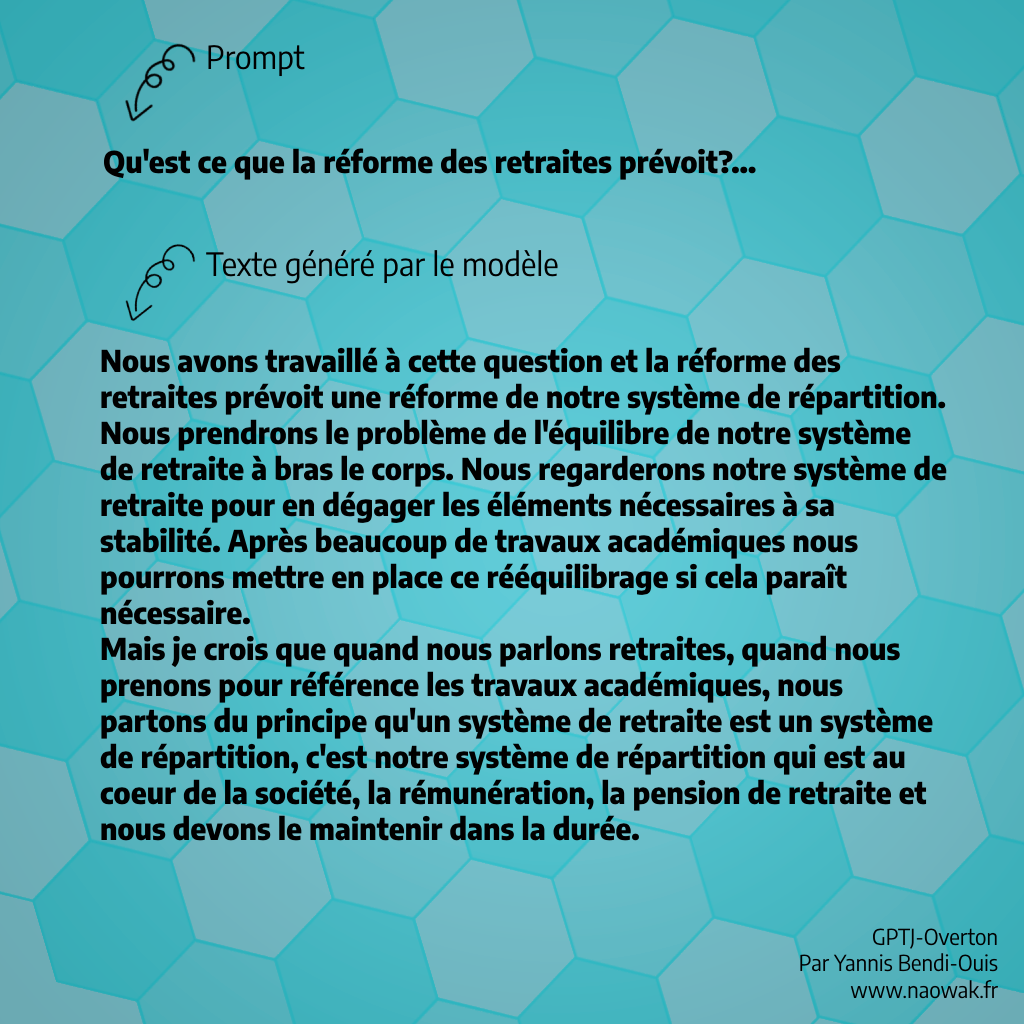 Prompt
Qu'est ce que la réforme des retraites prévoit?...
Texte généré par le modèle
Nous avons travaillé à cette question et la réforme des
retraites prévoit une réforme de notre système de répartition.
Nous prendrons le problème de l'équilibre de notre système
de retraite à bras le corps. Nous regarderons notre système de
retraite pour en dégager les éléments nécessaires à sa
stabilité. Après beaucoup de travaux académiques nous
pourrons mettre en place ce rééquilibrage si cela paraît
nécessaire.
Mais je crois que quand nous parlons retraites, quand nous
prenons pour référence les travaux académiques, nous
partons du principe qu'un système de retraite est un système
de répartition, c'est notre système de répartition qui est au
coeur de la société, la rémunération, la pension de retraite et
nous devons le maintenir dans la durée.
GPTJ-Overton
Par Yannis Bendi-Ouis
www.naowak.fr